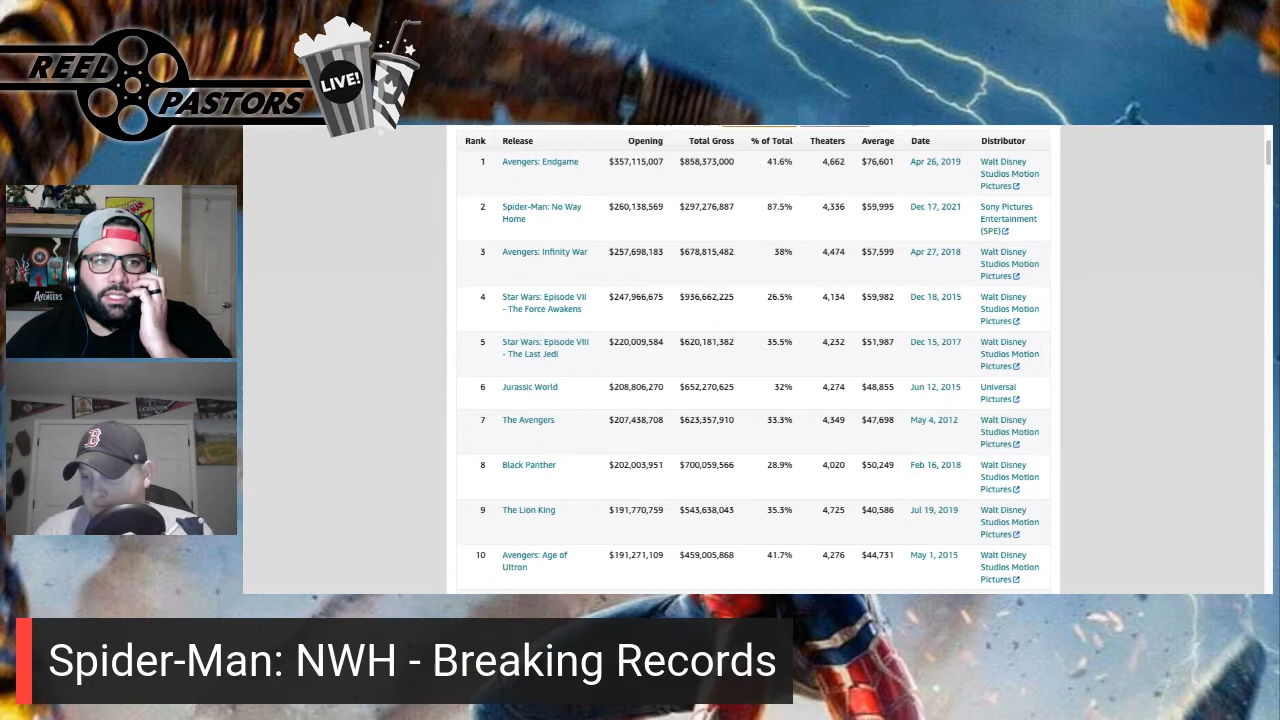 REEL
PASTORS
LIVE!
AVENGERS
B
Rank Release Opening Total Gross % of Total Theaters Average Date Distributor
1 Avengers: Endgame $357,115,007 $858,373,000 41.6% 4,662 $76,601 Apr 26, 2019 Walt Disney
Studios Motion
Pictures
2 Spider-Man: No Way $260,138,569 $297,276,887 87.5% 4,336 $59,995 Dec 17, 2021 Sony Pictures
Home Entertainment
(SPE)
3 Avengers: Infinity War $257,698,183 $678,815,482 38% 4,474 $57,599 Apr 27, 2018 Walt Disney
Studios Motion
Pictures
4 Star Wars: Episode VII $247,966,675 $936,662,225 26.5% 4,134 $59,982 Dec 18, 2015 Walt Disney
- The Force Awakens Studios Motion
Pictures
5 Star Wars: Episode VIII $220,009,584 $620,181,382 35.5% 4,232 $51,987 Dec 15, 2017 Walt Disney
- The Last Jedi Studios Motion
Pictures
6 Jurassic World $208,806,270 $652,270,625 32% 4,274 $48,855 Jun 12, 2015 Universal
Pictures
7 The Avengers $207,438,708 $623,357,910 33.3% 4,349 $47,698 May 4, 2012 Walt Disney
Studios Motion
Pictures
8 Black Panther $202,003,951 $700,059,566 28.9% 4,020 $50,249 Feb 16, 2018 Walt Disney
Studios Motion
Pictures
9 The Lion King $191,770,759 $543,638,043 35.3% 4,725 $40,586 Jul 19, 2019 Walt Disney
Studios Motion
Pictures
10 Avengers: Age of $191,271,109 $459,005,868 41.7% 4,276 $44,731 May 1, 2015 Walt Disney
Ultron Studios Motion
Pictures
Spider-Man: NWH - Breaking Records